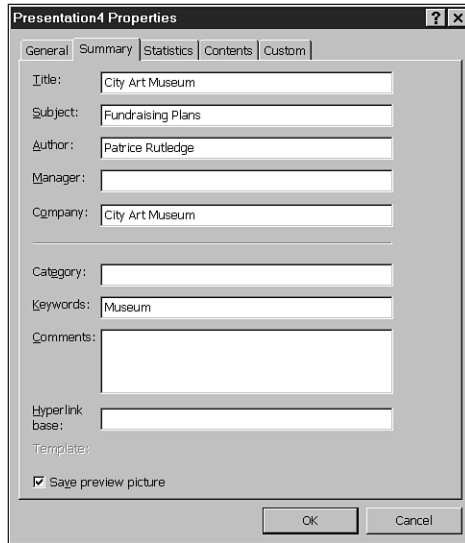 Presentation4 Properties
General Summary Statistics Contents Custom
Title: City Art Museum
Subject: Fundraising Plans
Author: Patrice Rutledge
Manager:
Company: City Art Museum
Category:
Keywords: Museum
Comments:
Hyperlink
base:
Template:
Save preview picture
OK Cancel